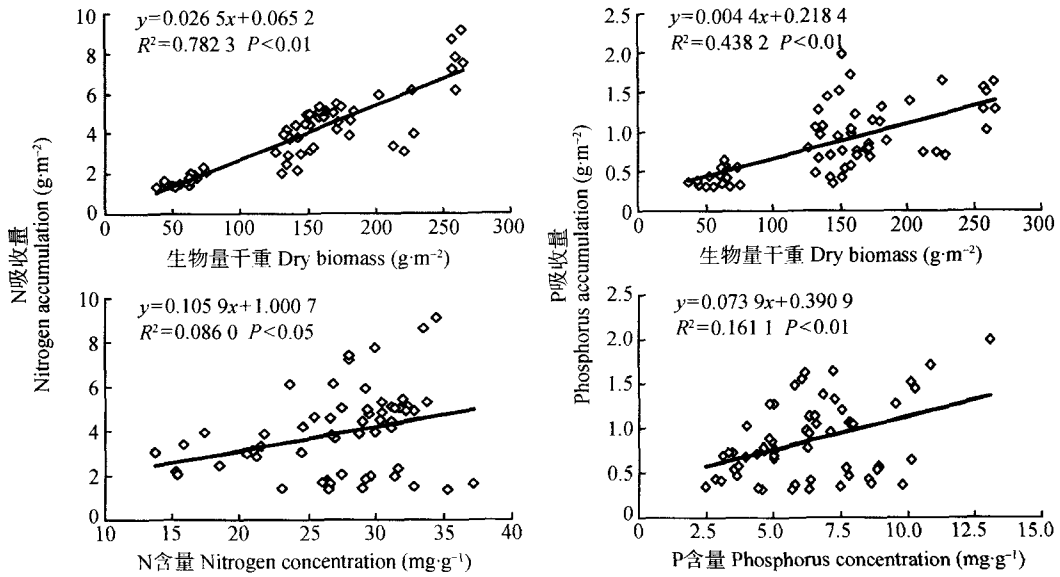 N吸收量
Nitrogen accumulation (g·m⁻²)
10
8
6
4
2
0
y=0.026 5x+0.065 2
R²=0.782 3 P<0.01
0 50 100 150 200 250 300
生物量干重 Dry biomass (g·m⁻²)
P吸收量
Phosphorus accumulation (g·m⁻²)
2.5
2.0
1.5
1.0
0.5
0
y=0.004 4x+0.218 4
R²=0.438 2 P<0.01
0 50 100 150 200 250 300
生物量干重 Dry biomass (g·m⁻²)
10
8
6
4
2
0
y=0.105 9x+1.000 7
R²=0.086 0 P<0.05
10 15 20 25 30 35 40
N含量 Nitrogen concentration (mg·g⁻¹)
2.5
2.0
1.5
1.0
0.5
0
y=0.073 9x+0.390 9
R²=0.161 1 P<0.01
0 2.5 5.0 7.5 10.0 12.5 15.0
P含量 Phosphorus concentration (mg·g⁻¹)